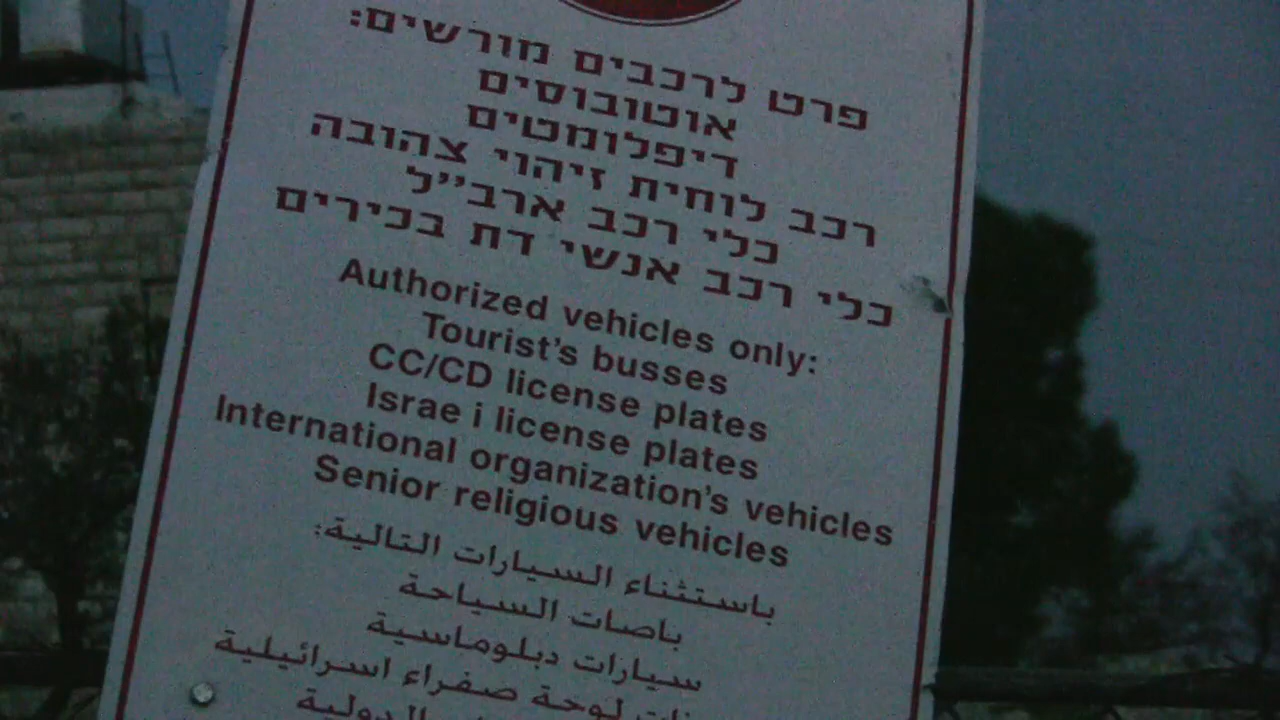 פרט לרכבים מורשים:
אוטובוסים
דיפלומטים
רכב לוחית זיהוי צהובה
כלי רכב ארב״ל
כלי רכב אנשי דת בכירים
Authorized vehicles only:
Tourist's busses
CC/CD license plates
Israe i license plates
International organization's vehicles
Senior religious vehicles
باستثناء السيارات التالية:
باصات السياحة
سيارات دبلوماسية
لوحة صفراء اسرائيلية
الدولية